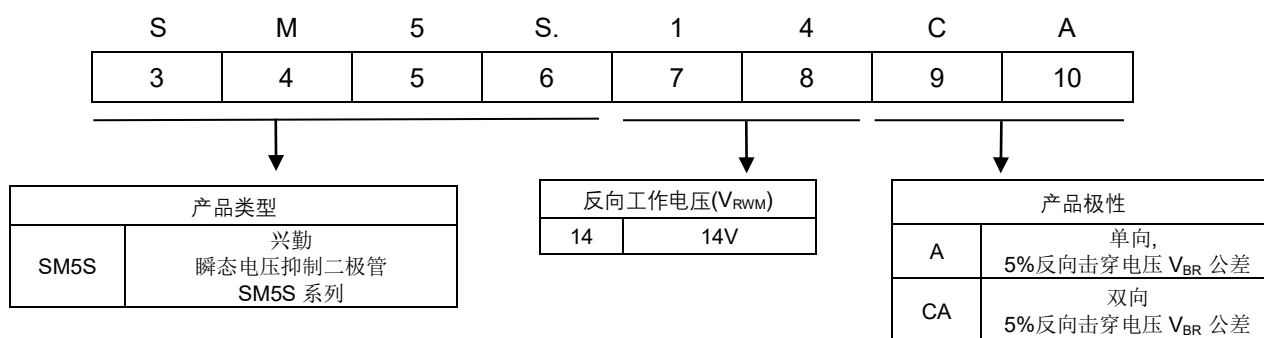 S M 5 S. 1 4 C A
3 4 5 6 7 8 9 10
产品类型
SM5S
兴勤
瞬态电压抑制二极管
SM5S 系列
反向工作电压(VRWM)
14 14V
产品极性
A
单向,
5%反向击穿电压 VBR 公差
CA
双向
5%反向击穿电压 VBR 公差